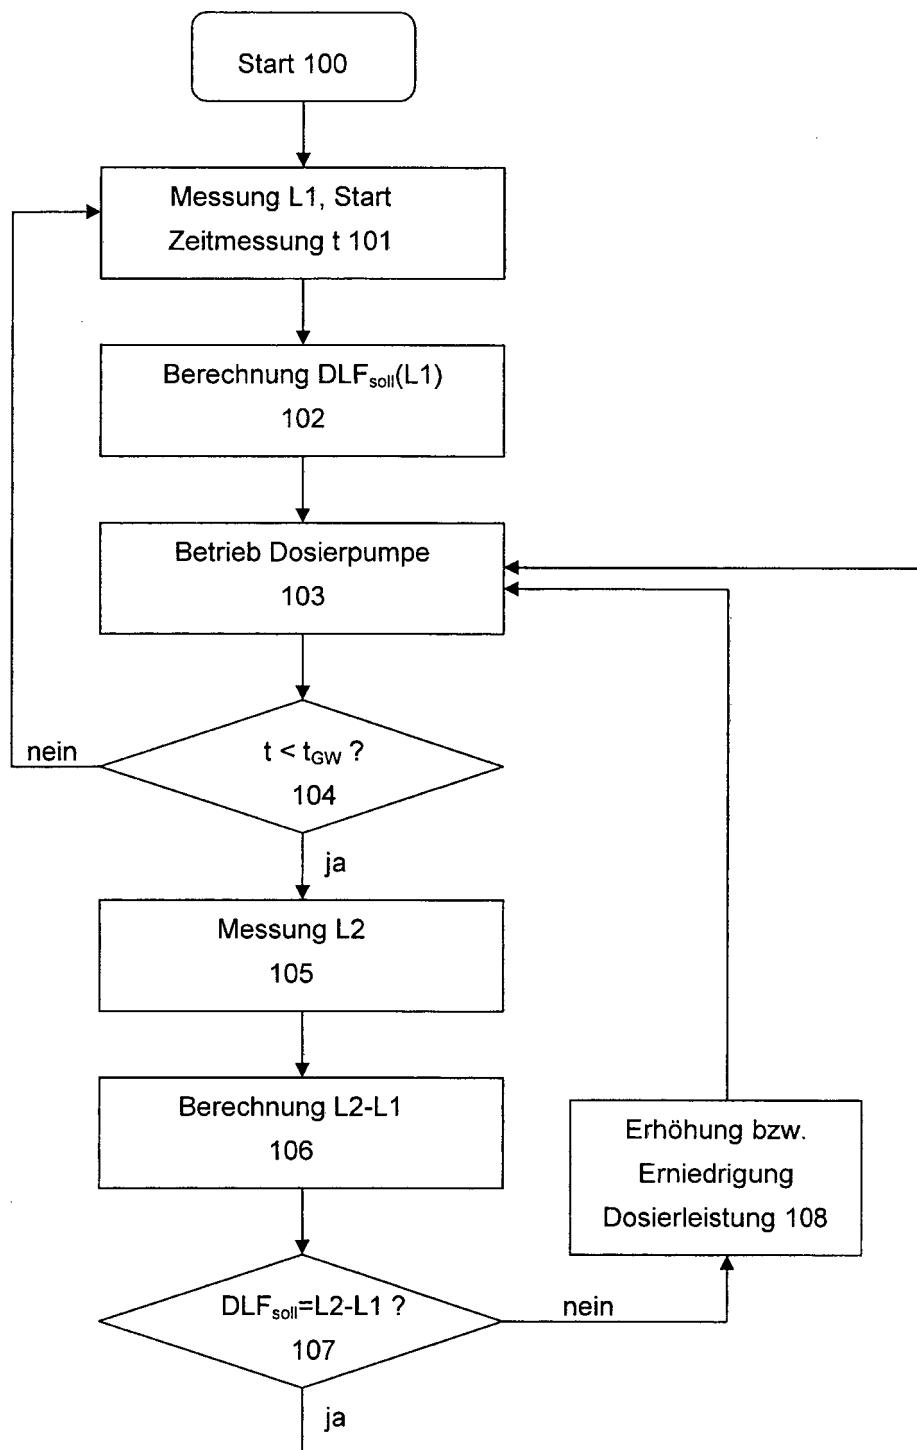 Start 100
Messung L1, Start
Zeitmessung t 101
Berechnung DLFsoll(L1)
102
Betrieb Dosierpumpe
103
nein
t < tGW ?
104
ja
Messung L2
105
Berechnung L2-L1
106
Erhöhung bzw.
Erniedrigung
Dosierleistung 108
DLFsoll=L2-L1 ?
107
nein
ja